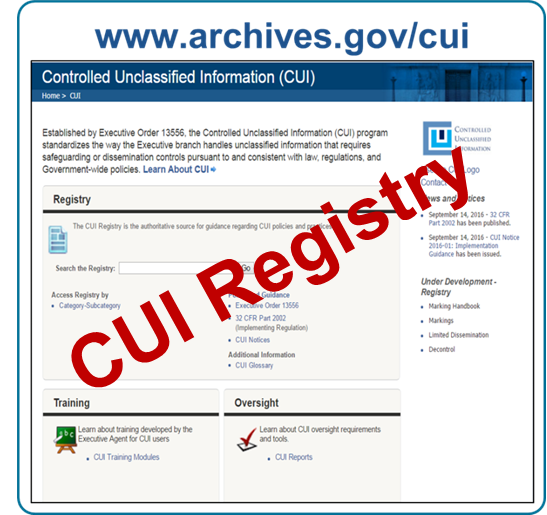 www.archives.gov/cui
Controlled Unclassified Information (CUI)
Home > CUI
Established by Executive Order 13556, the Controlled Unclassified Information (CUI) program
standardizes the way the Executive branch handles unclassified information that requires
safeguarding or dissemination controls pursuant to and consistent with law, regulations, and
Government-wide policies. Learn About CUI
Registry
The CUI Registry is the authoritative source for guidance regarding CUI policies and practices.
Search the Registry: Go
Access Registry by
Category-Subcategory
Guidance
Executive Order 13556
32 CFR Part 2002
(Implementing Regulation)
CUI Notices
Additional Information
CUI Glossary
CUI Registry
CONTROLLED
UNCLASSIFIED
INFORMATION
Logo
Contact
News and Notices
September 14, 2016 - 32 CFR
Part 2002 has been published.
September 14, 2016 - CUI Notice
2016-01: Implementation
Guidance has been issued.
Under Development -
Registry
Marking Handbook
Markings
Limited Dissemination
Decontrol
Training
Learn about training developed by the
Executive Agent for CUI users
CUI Training Modules
Oversight
Learn about CUI oversight requirements
and tools.
CUI Reports